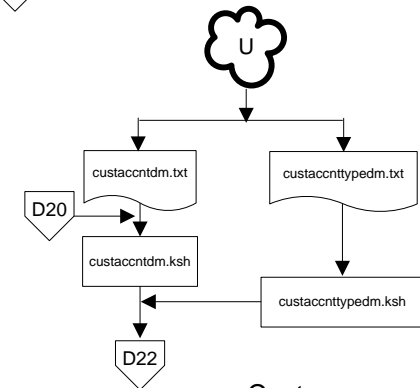 U
custaccntdm.txt
custaccnttypedm.txt
D20
custaccntdm.ksh
custaccnttypedm.ksh
D22